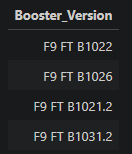 Booster_Version
F9 FT B1022
F9 FT B1026
F9 FT B1021.2
F9 FT B1031.2